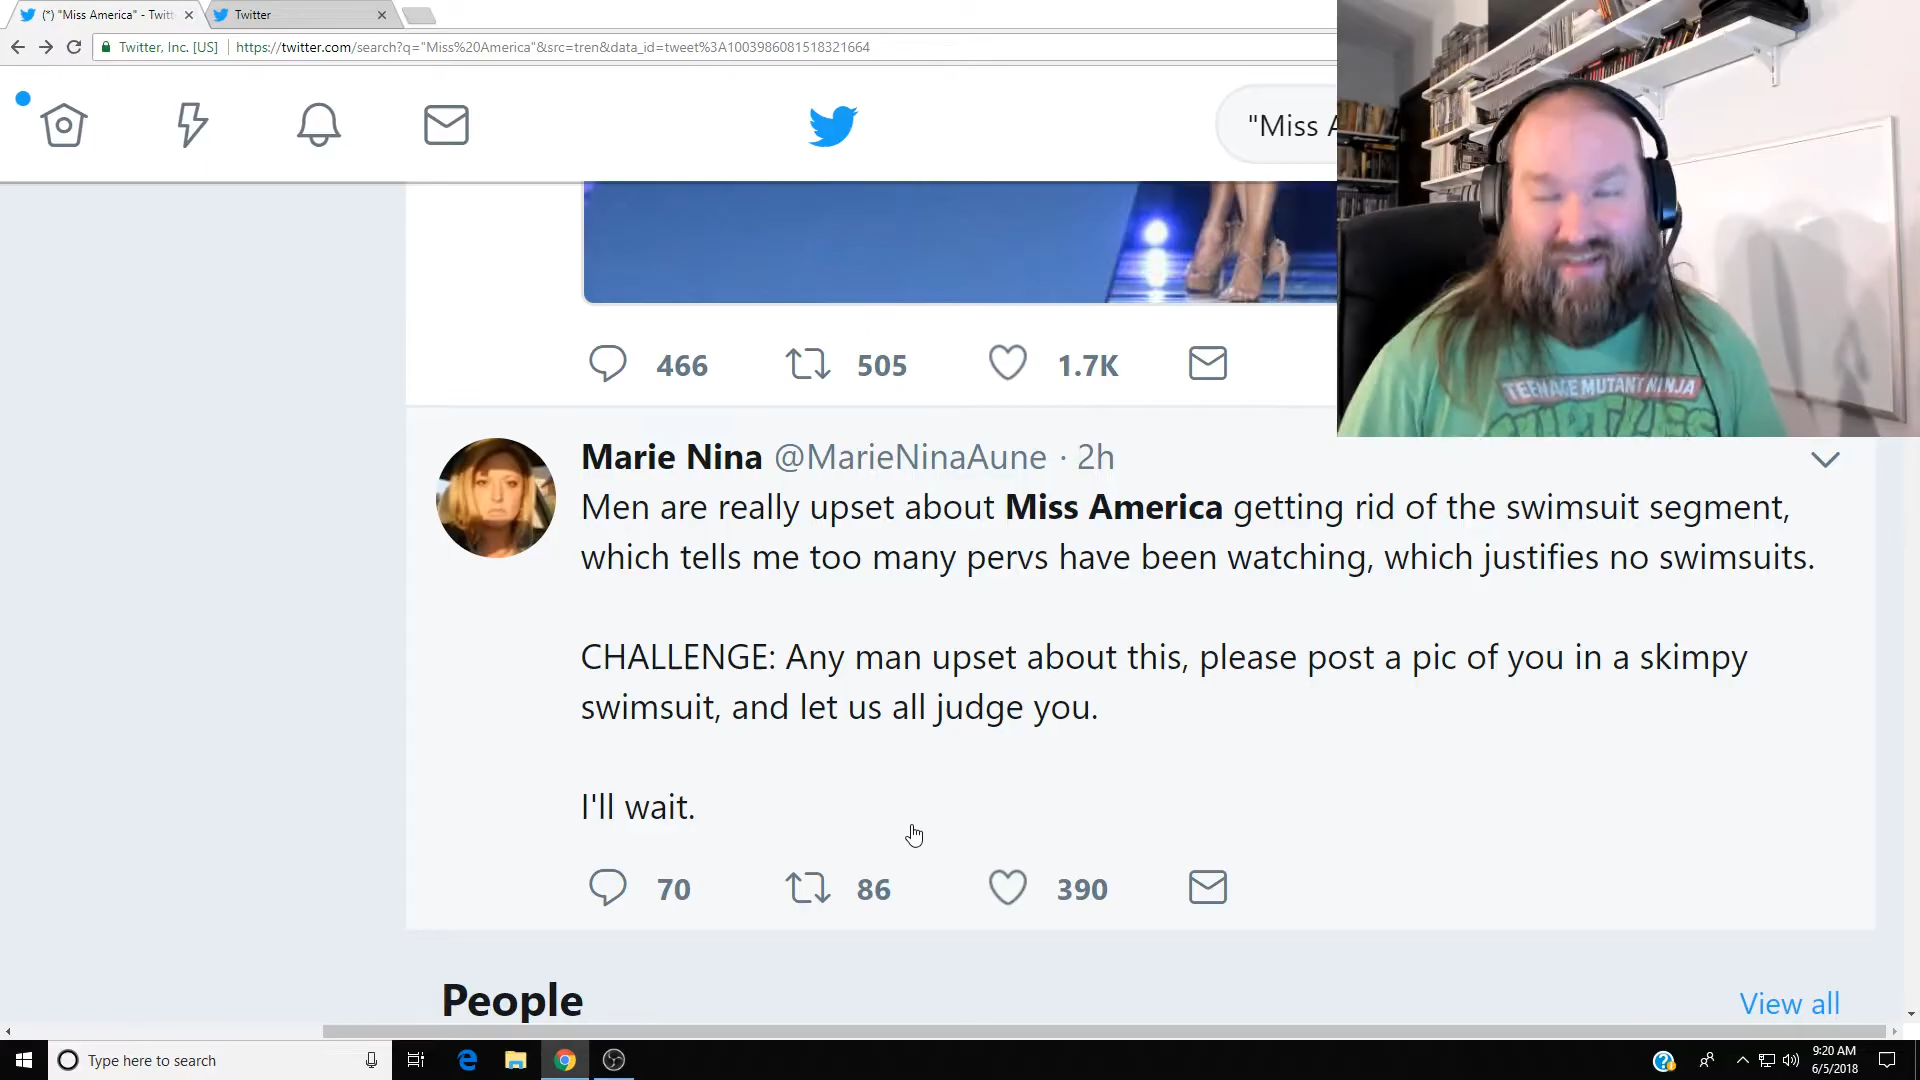 (*) "Miss America" - Twitt
Twitter
Twitter, Inc. [US]
https://twitter.com/search?q="Miss%20America"&src=tren&data_id=tweet%3A1003986081518321664
"Miss A
TEENAGE MUTANT NINJA
TURTLES
466
505
1.7K
Marie Nina @MarieNinaAune · 2h
Men are really upset about Miss America getting rid of the swimsuit segment,
which tells me too many pervs have been watching, which justifies no swimsuits.
CHALLENGE: Any man upset about this, please post a pic of you in a skimpy
swimsuit, and let us all judge you.
I'll wait.
70
86
390
People
View all
Type here to search
9:20 AM
6/5/2018